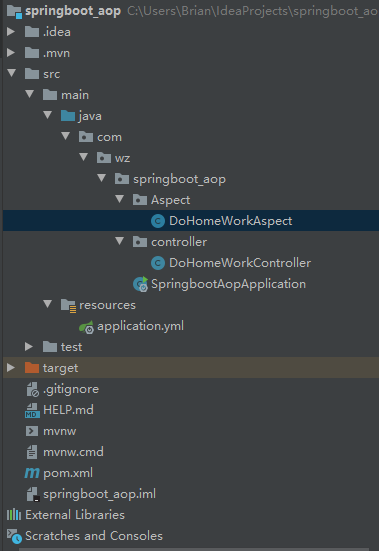 springboot_aop C:\Users\Brian\IdeaProjects\springboot_ao
.idea
.mvn
src
main
java
com
wz
springboot_aop
Aspect
C DoHomeWorkAspect
controller
C DoHomeWorkController
SpringbootAopApplication
resources
application.yml
test
target
.gitignore
MD HELP.md
mvnw
mvnw.cmd
m pom.xml
springboot_aop.iml
External Libraries
Scratches and Consoles